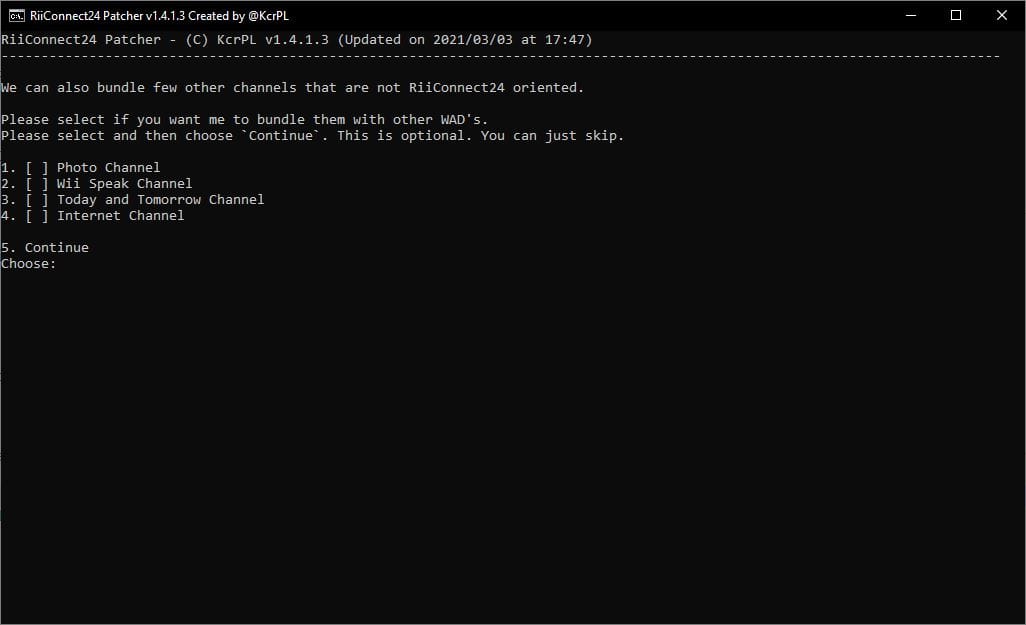 RiiConnect24 Patcher v1.4.1.3 Created by @KcrPL
RiiConnect24 Patcher - (C) KcrPL v1.4.1.3 (Updated on 2021/03/03 at 17:47)
-----------------------------------------------------------------------------------------------------------------------------
We can also bundle few other channels that are not RiiConnect24 oriented.
Please select if you want me to bundle them with other WAD's.
Please select and then choose `Continue`. This is optional. You can just skip.
1. [ ] Photo Channel
2. [ ] Wii Speak Channel
3. [ ] Today and Tomorrow Channel
4. [ ] Internet Channel
5. Continue
Choose: